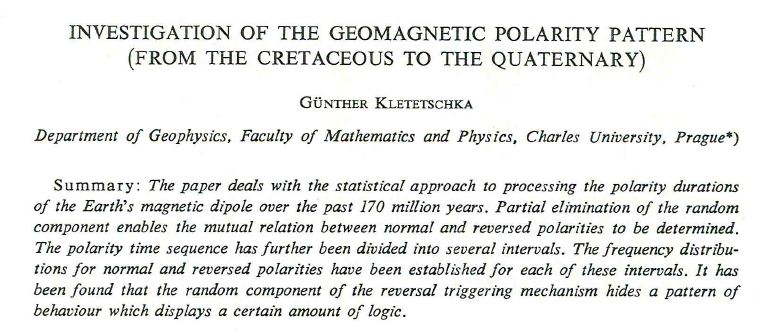 INVESTIGATION OF THE GEOMAGNETIC POLARITY PATTERN
(FROM THE CRETACEOUS TO THE QUATERNARY)
GÜNTHER KLETETSCHKA
Department of Geophysics, Faculty of Mathematics and Physics, Charles University, Prague*)
Summary: The paper deals with the statistical approach to processing the polarity durations
of the Earth's magnetic dipole over the past 170 million years. Partial elimination of the random
component enables the mutual relation between normal and reversed polarities to be determined.
The polarity time sequence has further been divided into several intervals. The frequency distribu-
tions for normal and reversed polarities have been established for each of these intervals. It has
been found that the random component of the reversal triggering mechanism hides a pattern of
behaviour which displays a certain amount of logic.